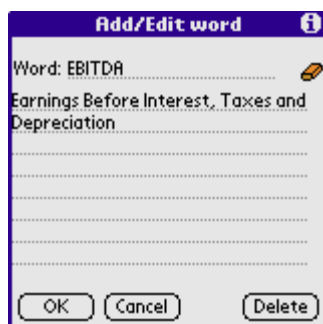 Add/Edit word
Word: EBITDA
Earnings Before Interest, Taxes and
Depreciation
OK Cancel Delete